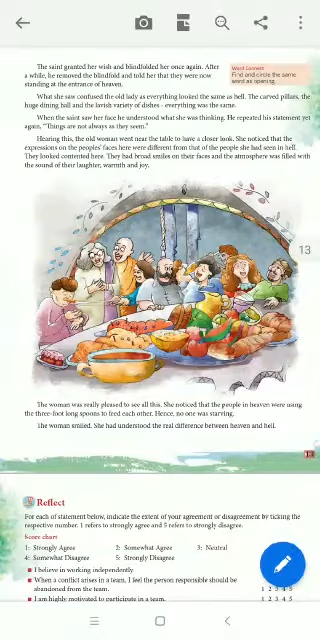 The saint granted her wish and blindfolded her once again. After
a while, he removed the blindfold and told her that they were now
standing at the entrance of heaven.
Word Connect
Find and circle the same
word as opening.
What she saw confused the old lady as everything looked the same as hell. The carved pillars, the
huge dining hall and the lavish variety of dishes - everything was the same.
When the saint saw her face he understood what she was thinking. He repeated his statement yet
again, "Things are not always as they seem."
Hearing this, the old woman went near the table to have a closer look. She noticed that the
expressions on the peoples' faces here were different from that of the people she had seen in hell.
They looked contented here. They had broad smiles on their faces and the atmosphere was filled with
the sound of their laughter, warmth and joy.
13
The woman was really pleased to see all this. She noticed that the people in heaven were using
the three-foot long spoons to feed each other. Hence, no one was starving.
The woman smiled. She had understood the real difference between heaven and hell.
Reflect
For each of statement below, indicate the extent of your agreement or disagreement by ticking the
respective number. 1 refers to strongly agree and 5 refers to strongly disagree.
Score chart
1: Strongly Agree 2: Somewhat Agree 3: Neutral
4: Somewhat Disagree 5: Strongly Disagree
I believe in working independently.
When a conflict arises in a team, I feel the person responsible should be
abandoned from the team. 1 2 3 4 5
I am highly motivated to participate in a team. 1 2 3 4 5